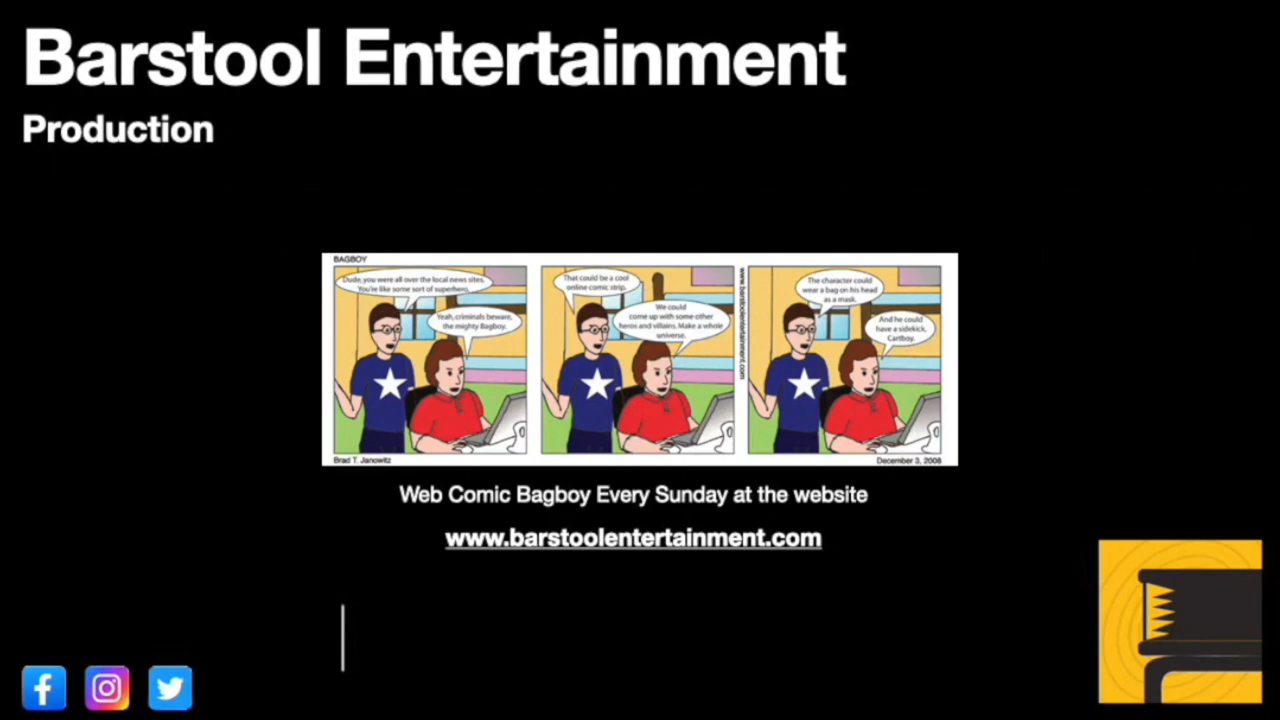 Barstool Entertainment
Production
BAGBOY
Dude, you were all over the local news sites.
You're like some sort of superhero.
Yeah, criminals beware,
the mighty Bagboy.
That could be a cool
online comic strip.
We could
come up with some other
heros and villains. Make a whole
universe.
www.barstoolentertainment.com
The character could
wear a bag on his head
as a mask.
And he could
have a sidekick,
Cartboy.
Brad T. Janowitz
December 3, 2008
Web Comic Bagboy Every Sunday at the website
www.barstoolentertainment.com